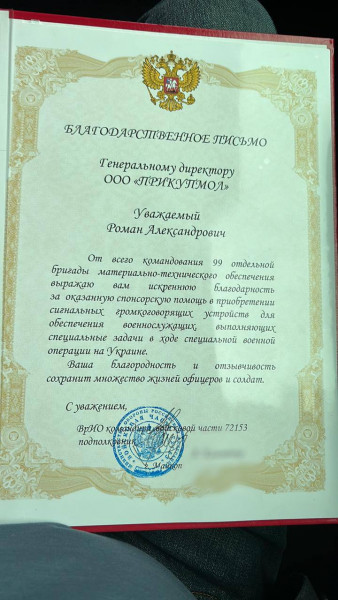 БЛАГОДАРСТВЕННОЕ ПИСЬМО
Генеральному директору
ООО «ПРИКУПМОЛ»
Уважаемый
Роман Александрович
От всего командования 99 отдельной
бригады материально-технического обеспечения
выражаю вам искреннюю благодарность
за оказанную спонсорскую помощь в приобретении
сигнальных громкоговорящих устройств для
обеспечения военнослужащих, выполняющих
специальные задачи в ходе специальной военной
операции на Украине.
Ваша благородность и отзывчивость
сохранит множество жизней офицеров и солдат.
С уважением,
ВрИО командира войсковой части 72153
подполковник
г. Майкоп